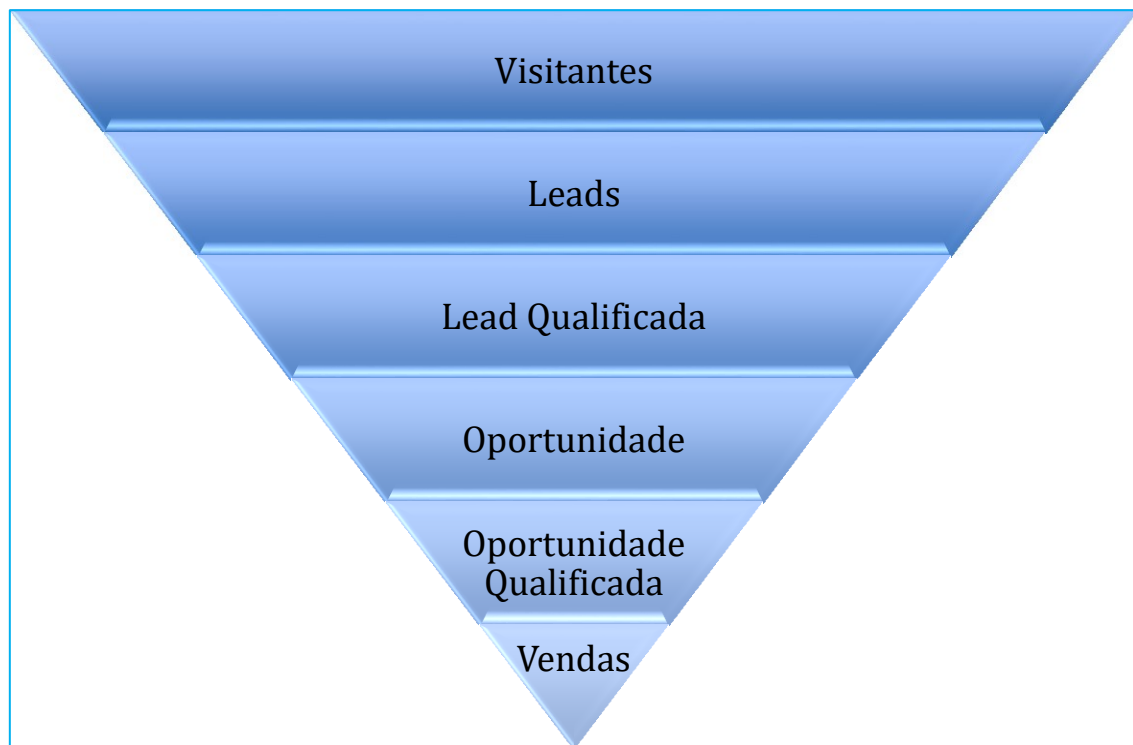 Visitantes
Leads
Lead Qualificada
Oportunidade
Oportunidade
Qualificada
Vendas